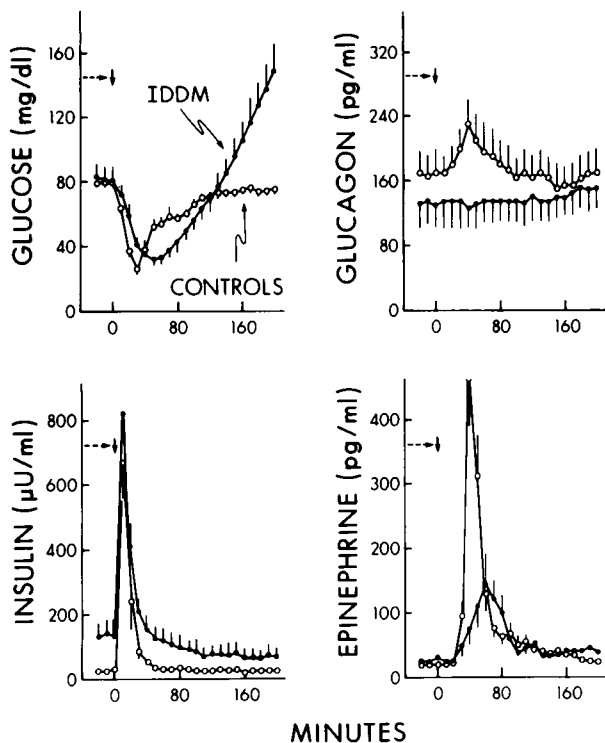 GLUCOSE (mg/dl)
160
120
80
40
0
IDDM
CONTROLS
0 80 160
GLUCAGON (pg/ml)
320
240
160
80
0
0 80 160
INSULIN (μU/ml)
800
600
400
200
0
0 80 160
EPINEPHRINE (pg/ml)
400
300
200
100
0
0 80 160
MINUTES